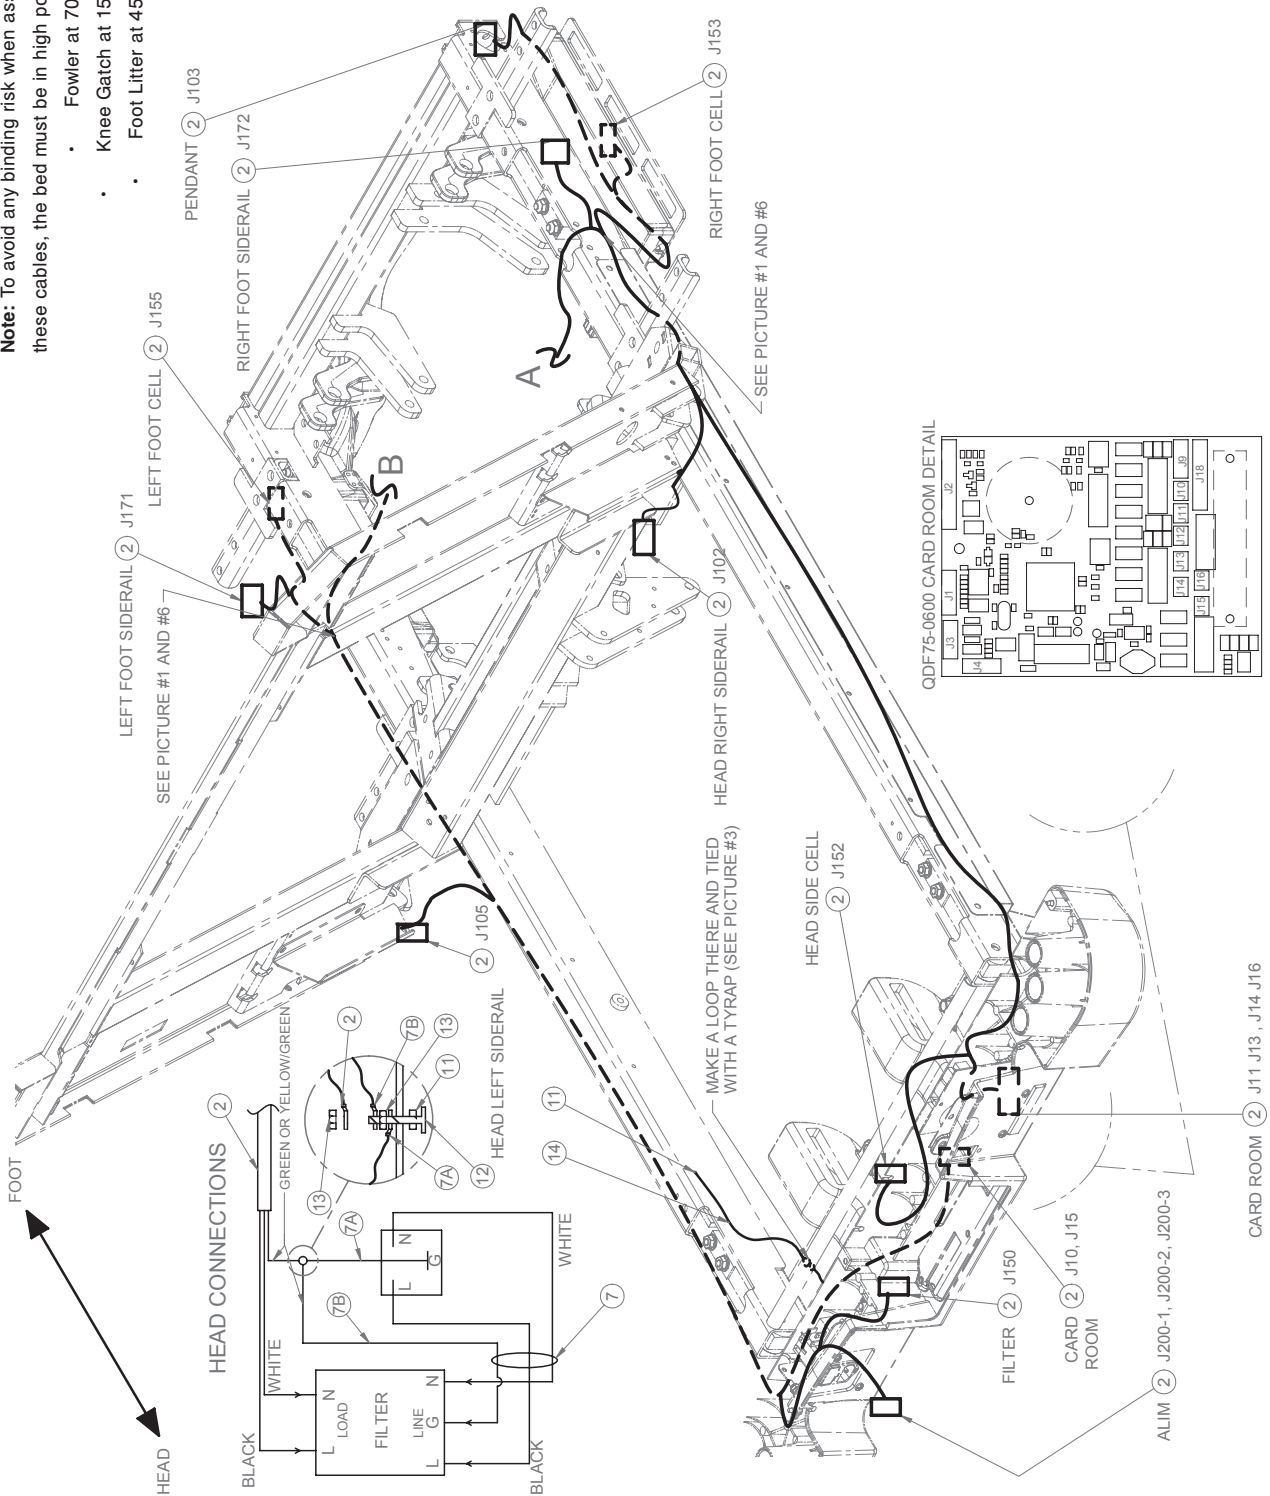 Note: To avoid any binding risk when ass
these cables, the bed must be in high po
• Fowler at 70
• Knee Gatch at 15
• Foot Litter at 45
PENDANT 2 J103
RIGHT FOOT SIDERAIL 2 J172
LEFT FOOT CELL 2 J155
LEFT FOOT SIDERAIL 2 J171
SEE PICTURE #1 AND #6
RIGHT FOOT CELL 2 J153
SEE PICTURE #1 AND #6
A
B
HEAD RIGHT SIDERAIL 2 J102
2 J105
HEAD LEFT SIDERAIL
FOOT
HEAD
HEAD CONNECTIONS
2
GREEN OR YELLOW/GREEN
WHITE
BLACK
7A
7B
L
N
G
WHITE
L
N
LOAD
FILTER
LINE
L
G
N
BLACK
7
13
2
7B
13
11
7A
12
11
14
MAKE A LOOP THERE AND TIED
WITH A TYRAP (SEE PICTURE #3)
HEAD SIDE CELL
2 J152
FILTER 2 J150
CARD 2 J10, J15
ROOM
ALIM 2 J200-1, J200-2, J200-3
CARD ROOM 2 J11 J13 , J14 J16
QDF75-0600 CARD ROOM DETAIL
J3
J1
J2
J4
J14
J13
J12
J11
J10
J9
J15
J16
J18